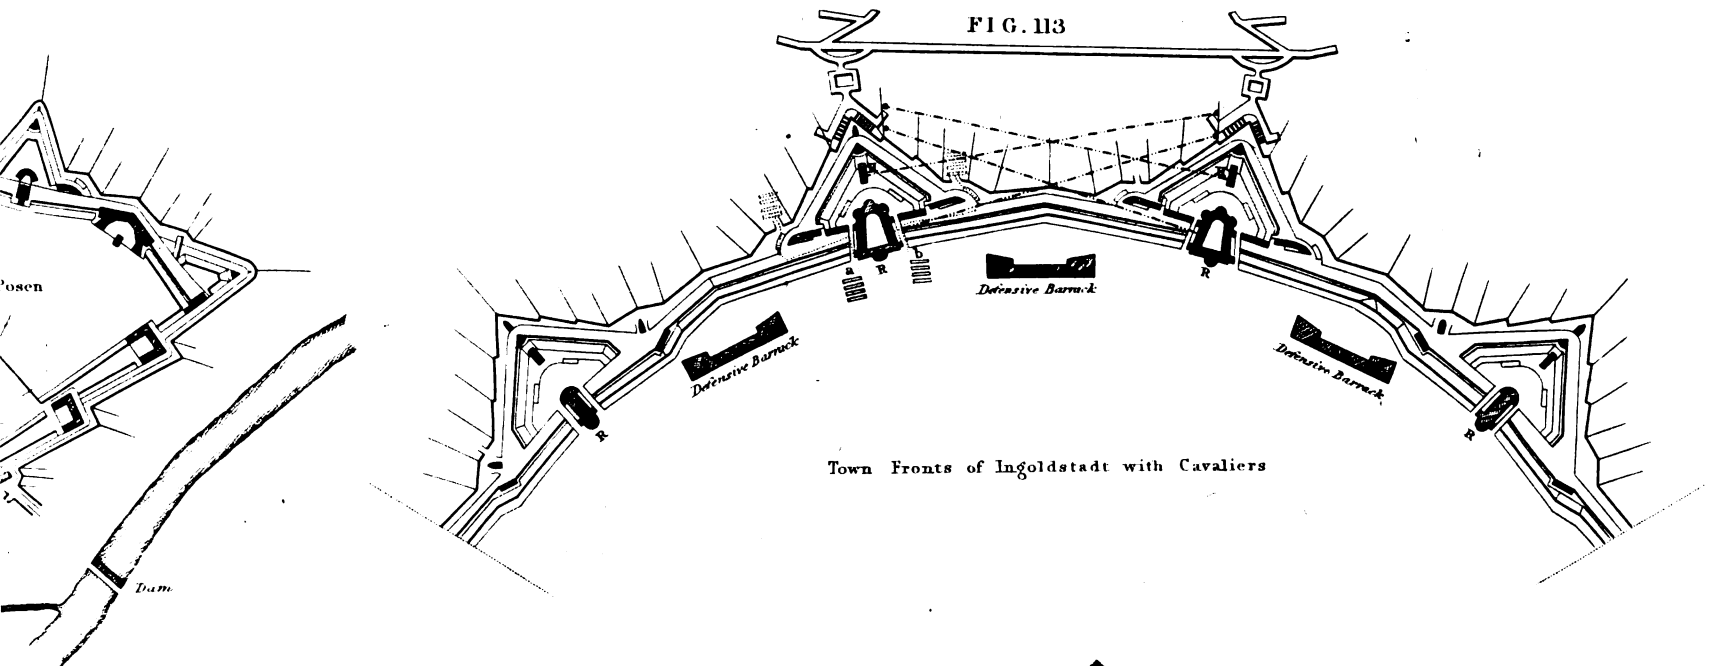 FIG. 113
Posen
a
R
b
R
Defensive Barrack
Defensive Barrack
Defensive Barrack
R
R
Town Fronts of Ingoldstadt with Cavaliers
Dam